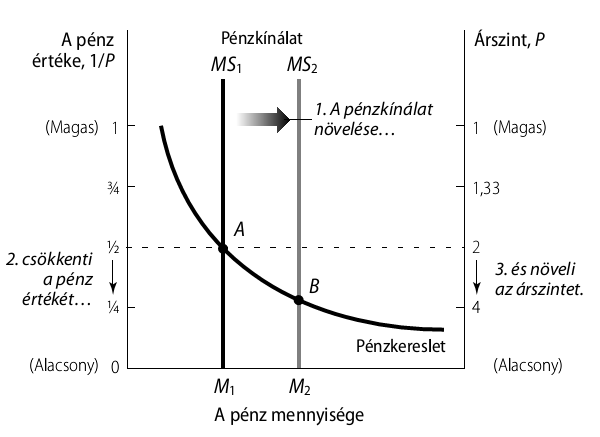 A pénz
értéke, 1/P
Pénzkínálat
Árszint, P
MS1
MS2
1. A pénzkínálat
növelése…
(Magas) 1
1 (Magas)
¾
1,33
A
½
2
2. csökkenti
a pénz
értékét…
3. és növeli
az árszintet.
B
¼
4
Pénzkereslet
(Alacsony) 0
(Alacsony)
M1
M2
A pénz mennyisége